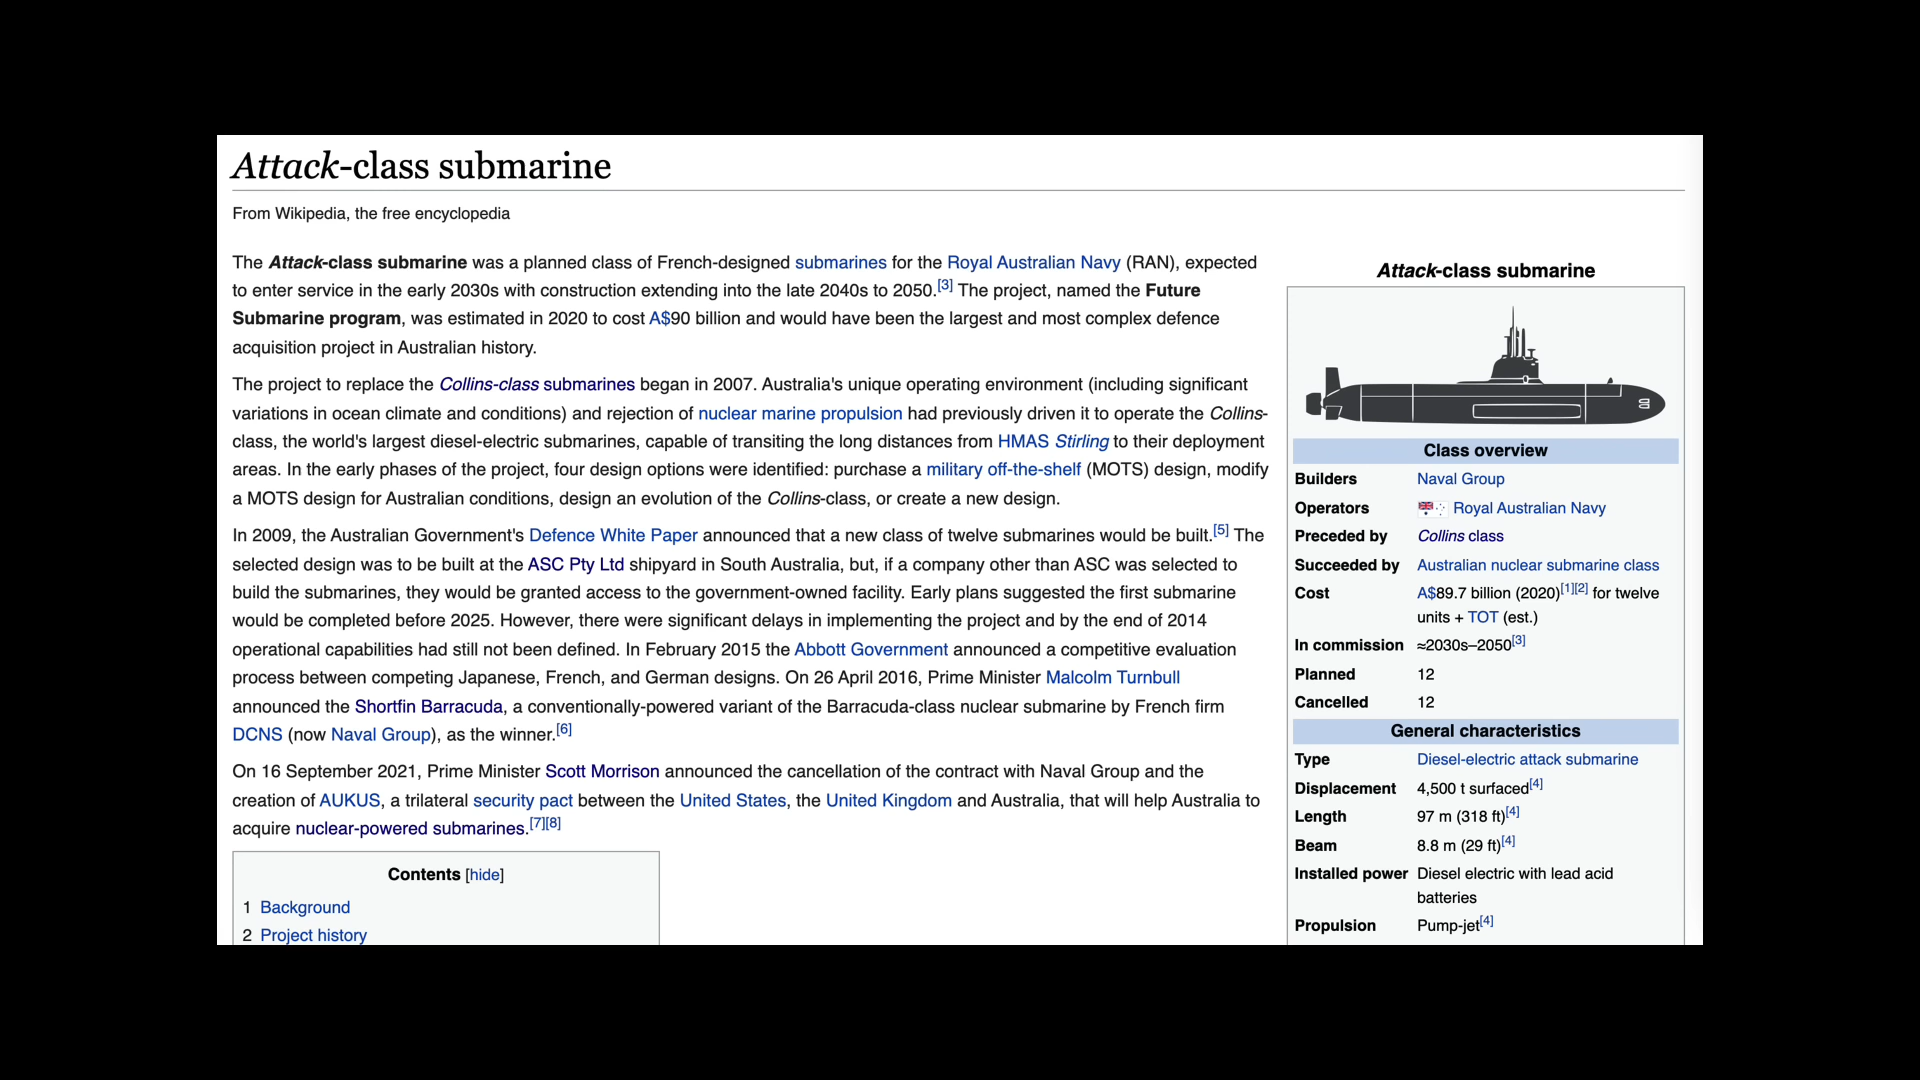 Attack-class submarine
From Wikipedia, the free encyclopedia
The Attack-class submarine was a planned class of French-designed submarines for the Royal Australian Navy (RAN), expected
to enter service in the early 2030s with construction extending into the late 2040s to 2050.[3] The project, named the Future
Submarine program, was estimated in 2020 to cost A$90 billion and would have been the largest and most complex defence
acquisition project in Australian history.
The project to replace the Collins-class submarines began in 2007. Australia's unique operating environment (including significant
variations in ocean climate and conditions) and rejection of nuclear marine propulsion had previously driven it to operate the Collins-
class, the world's largest diesel-electric submarines, capable of transiting the long distances from HMAS Stirling to their deployment
areas. In the early phases of the project, four design options were identified: purchase a military off-the-shelf (MOTS) design, modify
a MOTS design for Australian conditions, design an evolution of the Collins-class, or create a new design.
In 2009, the Australian Government's Defence White Paper announced that a new class of twelve submarines would be built.[5] The
selected design was to be built at the ASC Pty Ltd shipyard in South Australia, but, if a company other than ASC was selected to
build the submarines, they would be granted access to the government-owned facility. Early plans suggested the first submarine
would be completed before 2025. However, there were significant delays in implementing the project and by the end of 2014
operational capabilities had still not been defined. In February 2015 the Abbott Government announced a competitive evaluation
process between competing Japanese, French, and German designs. On 26 April 2016, Prime Minister Malcolm Turnbull
announced the Shortfin Barracuda, a conventionally-powered variant of the Barracuda-class nuclear submarine by French firm
DCNS (now Naval Group), as the winner.[6]
On 16 September 2021, Prime Minister Scott Morrison announced the cancellation of the contract with Naval Group and the
creation of AUKUS, a trilateral security pact between the United States, the United Kingdom and Australia, that will help Australia to
acquire nuclear-powered submarines.[7][8]
Contents [hide]
1 Background
2 Project history
Attack-class submarine
Class overview
Builders Naval Group
Operators Royal Australian Navy
Preceded by Collins class
Succeeded by Australian nuclear submarine class
Cost A$89.7 billion (2020)[1][2] for twelve
units + TOT (est.)
In commission ≈2030s–2050[3]
Planned 12
Cancelled 12
General characteristics
Type Diesel-electric attack submarine
Displacement 4,500 t surfaced[4]
Length 97 m (318 ft)[4]
Beam 8.8 m (29 ft)[4]
Installed power Diesel electric with lead acid
batteries
Propulsion Pump-jet[4]